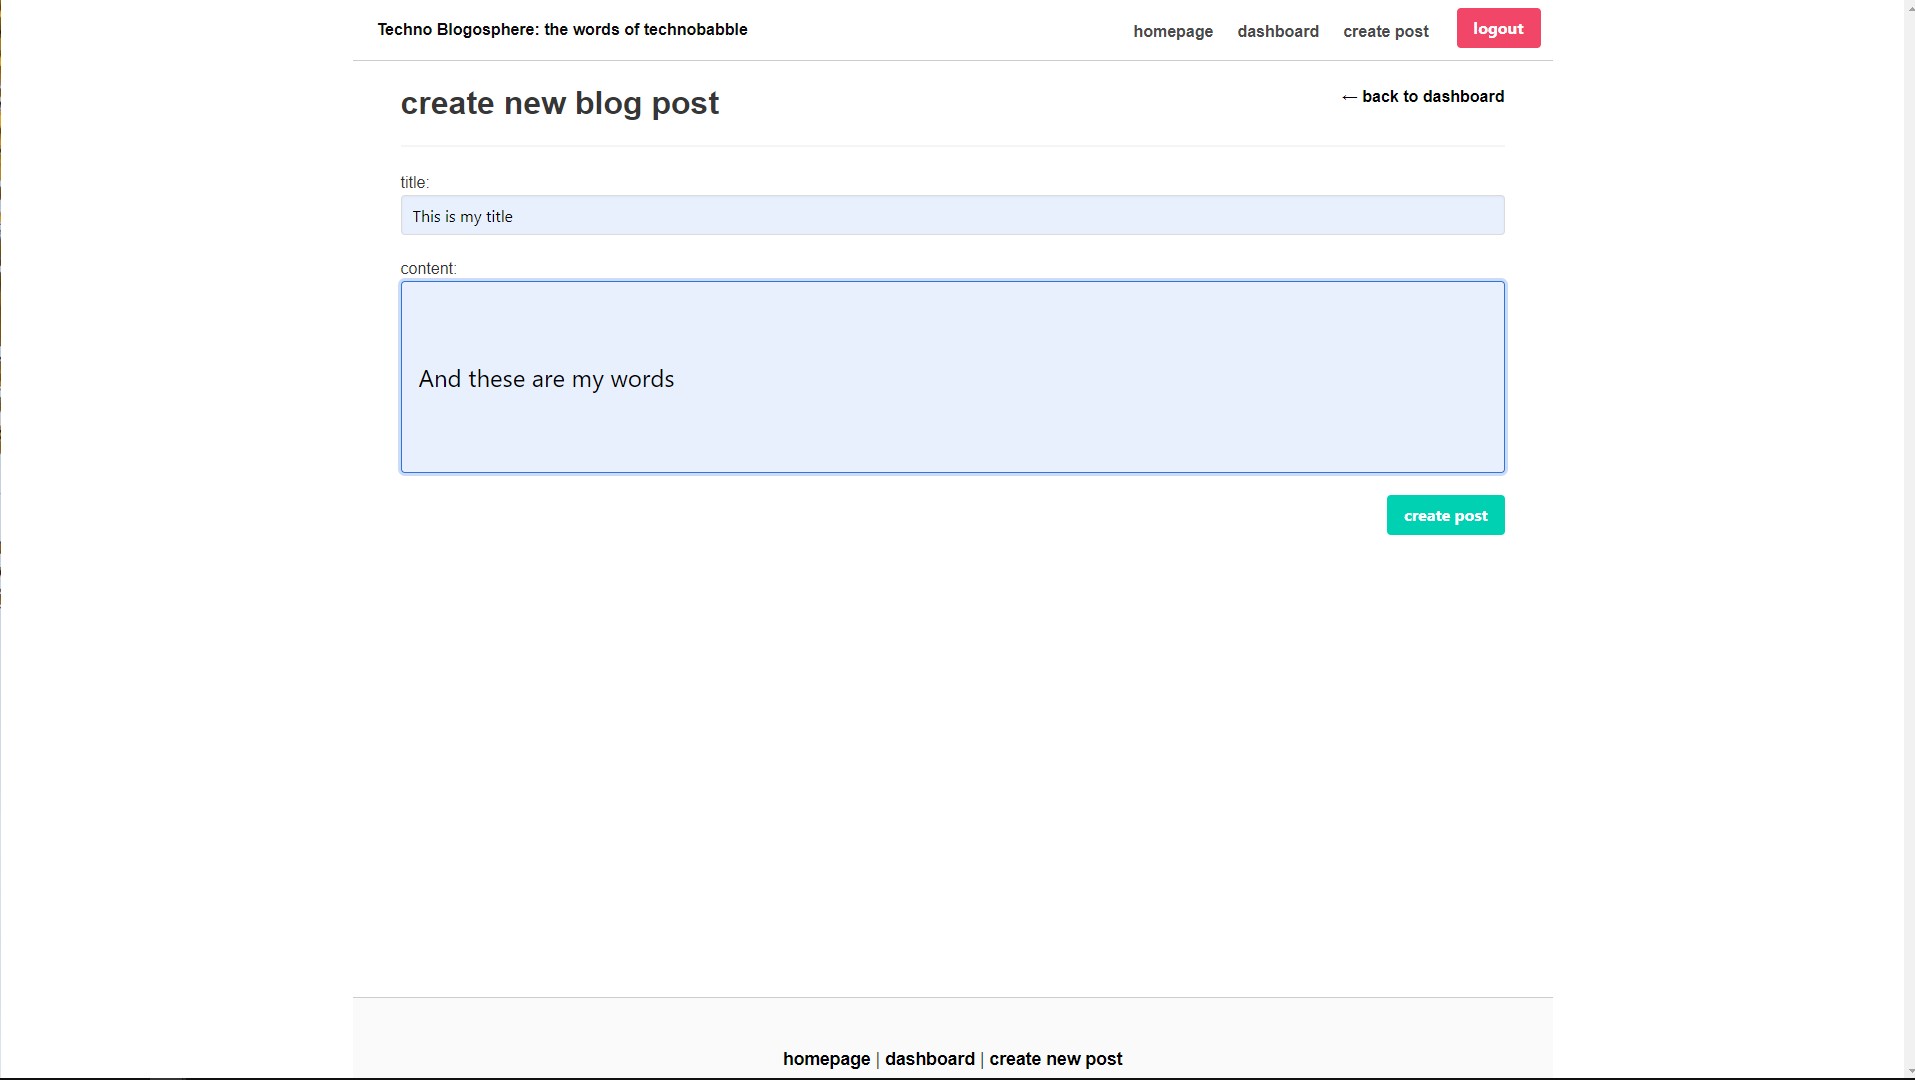 Techno Blogosphere: the words of technobabble
homepage dashboard create post logout
create new blog post
← back to dashboard
title:
This is my title
content:
And these are my words
create post
homepage | dashboard | create new post